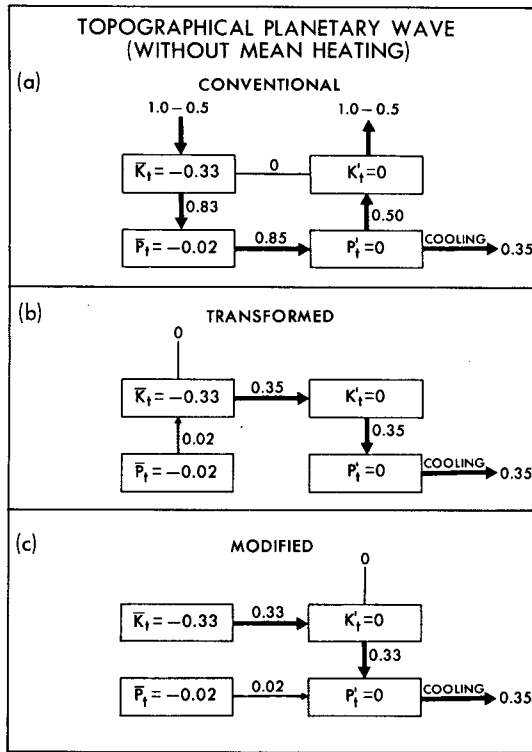 TOPOGRAPHICAL PLANETARY WAVE
(WITHOUT MEAN HEATING)
(a)
CONVENTIONAL
1.0–0.5 1.0–0.5
K̄t = −0.33 0 K't=0
0.83 0.50
P̄t = −0.02 0.85 P't=0 COOLING 0.35
(b)
TRANSFORMED
0
K̄t = −0.33 0.35 K't=0
0.02 0.35
P̄t = −0.02 P't=0 COOLING 0.35
(c)
MODIFIED
0
K̄t = −0.33 0.33 K't=0
0.33
P̄t = −0.02 0.02 P't=0 COOLING 0.35